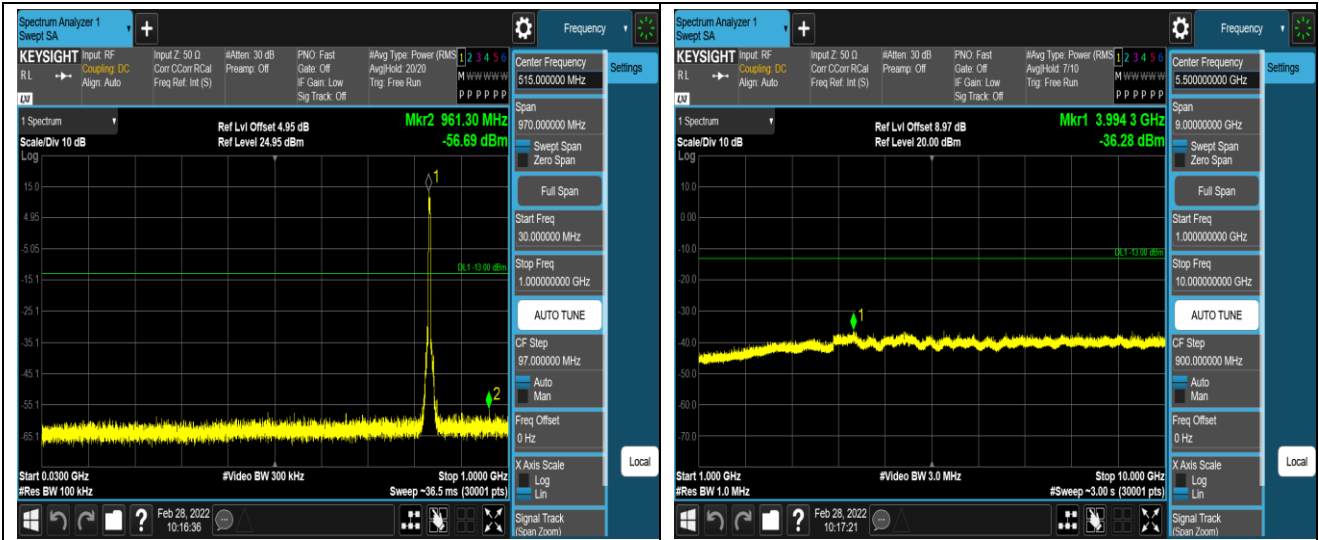 Spectrum Analyzer 1
Swept SA
Frequency
KEYSIGHT
Input: RF
Input Z: 50 Ω
#Atten: 30 dB
PNO: Fast
#Avg Type: Power (RMS
1 2 3 4 5 6
RL
Coupling: DC
Corr CCorr RCal
Preamp: Off
Gate: Off
Avg|Hold: 20/20
M W W W W W
Align: Auto
Freq Ref: Int (S)
IF Gain: Low
Trig: Free Run
Sig Track: Off
P P P P P P
LXI
1 Spectrum
Ref Lvl Offset 4.95 dB
Mkr2 961.30 MHz
Scale/Div 10 dB
Ref Level 24.95 dBm
-56.69 dBm
Log
15.0
4.95
-5.05
-15.1
-25.1
-35.1
-45.1
-55.1
-65.1
1
DL1 -13.00 dBm
2
Start 0.0300 GHz
#Video BW 300 kHz
Stop 1.0000 GHz
#Res BW 100 kHz
Sweep ~36.5 ms (30001 pts)
Feb 28, 2022
10:16:36
?
Center Frequency
515.000000 MHz
Settings
Span
970.000000 MHz
Swept Span
Zero Span
Full Span
Start Freq
30.000000 MHz
Stop Freq
1.000000000 GHz
AUTO TUNE
CF Step
97.000000 MHz
Auto
Man
Freq Offset
0 Hz
X Axis Scale
Log
Lin
Local
Signal Track
(Span Zoom)
Spectrum Analyzer 1
Swept SA
Frequency
KEYSIGHT
Input: RF
Input Z: 50 Ω
#Atten: 30 dB
PNO: Fast
#Avg Type: Power (RMS
1 2 3 4 5 6
RL
Coupling: DC
Corr CCorr RCal
Preamp: Off
Gate: Off
Avg|Hold: 7/10
M W W W W W
Align: Auto
Freq Ref: Int (S)
IF Gain: Low
Trig: Free Run
Sig Track: Off
P P P P P P
LXI
1 Spectrum
Ref Lvl Offset 8.97 dB
Mkr1 3.994 3 GHz
Scale/Div 10 dB
Ref Level 20.00 dBm
-36.28 dBm
Log
10.0
0.00
-10.0
-20.0
-30.0
-40.0
-50.0
-60.0
-70.0
DL1 -13.00 dBm
1
Start 1.000 GHz
#Video BW 3.0 MHz
Stop 10.000 GHz
#Res BW 1.0 MHz
#Sweep ~3.00 s (30001 pts)
Feb 28, 2022
10:17:21
?
Center Frequency
5.500000000 GHz
Settings
Span
9.00000000 GHz
Swept Span
Zero Span
Full Span
Start Freq
1.000000000 GHz
Stop Freq
10.000000000 GHz
AUTO TUNE
CF Step
900.000000 MHz
Auto
Man
Freq Offset
0 Hz
X Axis Scale
Log
Lin
Local
Signal Track
(Span Zoom)